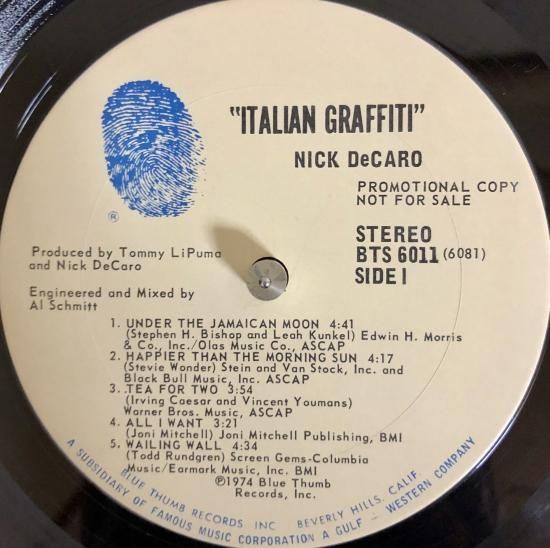 "ITALIAN GRAFFITI"
NICK DeCARO
PROMOTIONAL COPY
NOT FOR SALE
STEREO
BTS 6011 (6081)
SIDE I
®
Produced by Tommy LiPuma
and Nick DeCaro
Engineered and Mixed by
Al Schmitt
1. UNDER THE JAMAICAN MOON 4:41
(Stephen H. Bishop and Leah Kunkel) Edwin H. Morris
& Co., Inc./Olas Music Co., ASCAP
2. HAPPIER THAN THE MORNING SUN 4:17
(Stevie Wonder) Stein and Van Stock, Inc. and
Black Bull Music, Inc. ASCAP
3. TEA FOR TWO 3:54
(Irving Caesar and Vincent Youmans)
Warner Bros. Music, ASCAP
4. ALL I WANT 3:21
(Joni Mitchell) Joni Mitchell Publishing, BMI
5. WAILING WALL 4:34
(Todd Rundgren) Screen Gems-Columbia
Music/Earmark Music, Inc. BMI
℗1974 Blue Thumb
Records, Inc.
BLUE THUMB RECORDS INC BEVERLY HILLS, CALIF.
A SUBSIDIARY OF FAMOUS MUSIC CORPORATION A GULF + WESTERN COMPANY